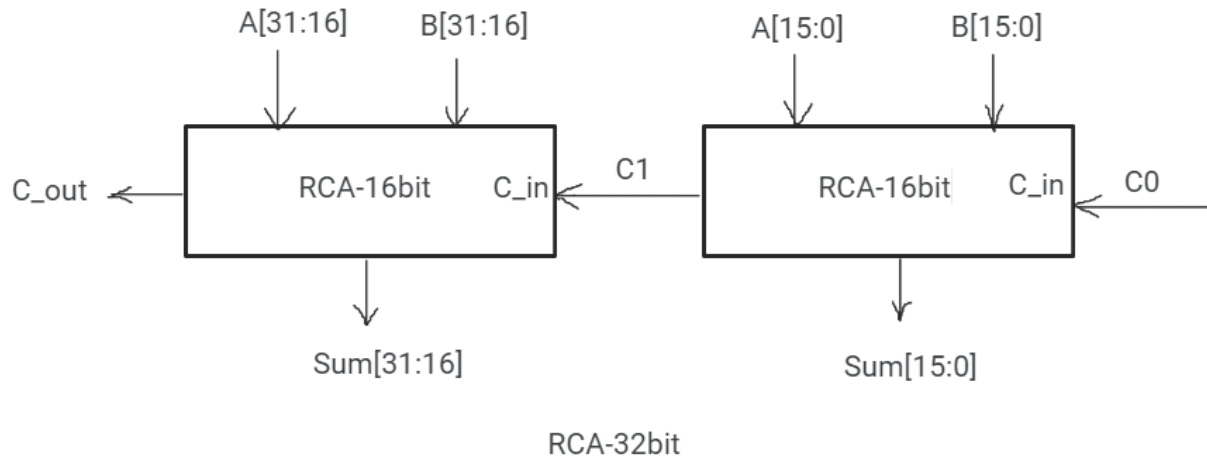 A[31:16] B[31:16] A[15:0] B[15:0]
C_out RCA-16bit C_in C1 RCA-16bit C_in C0
Sum[31:16] Sum[15:0]
RCA-32bit